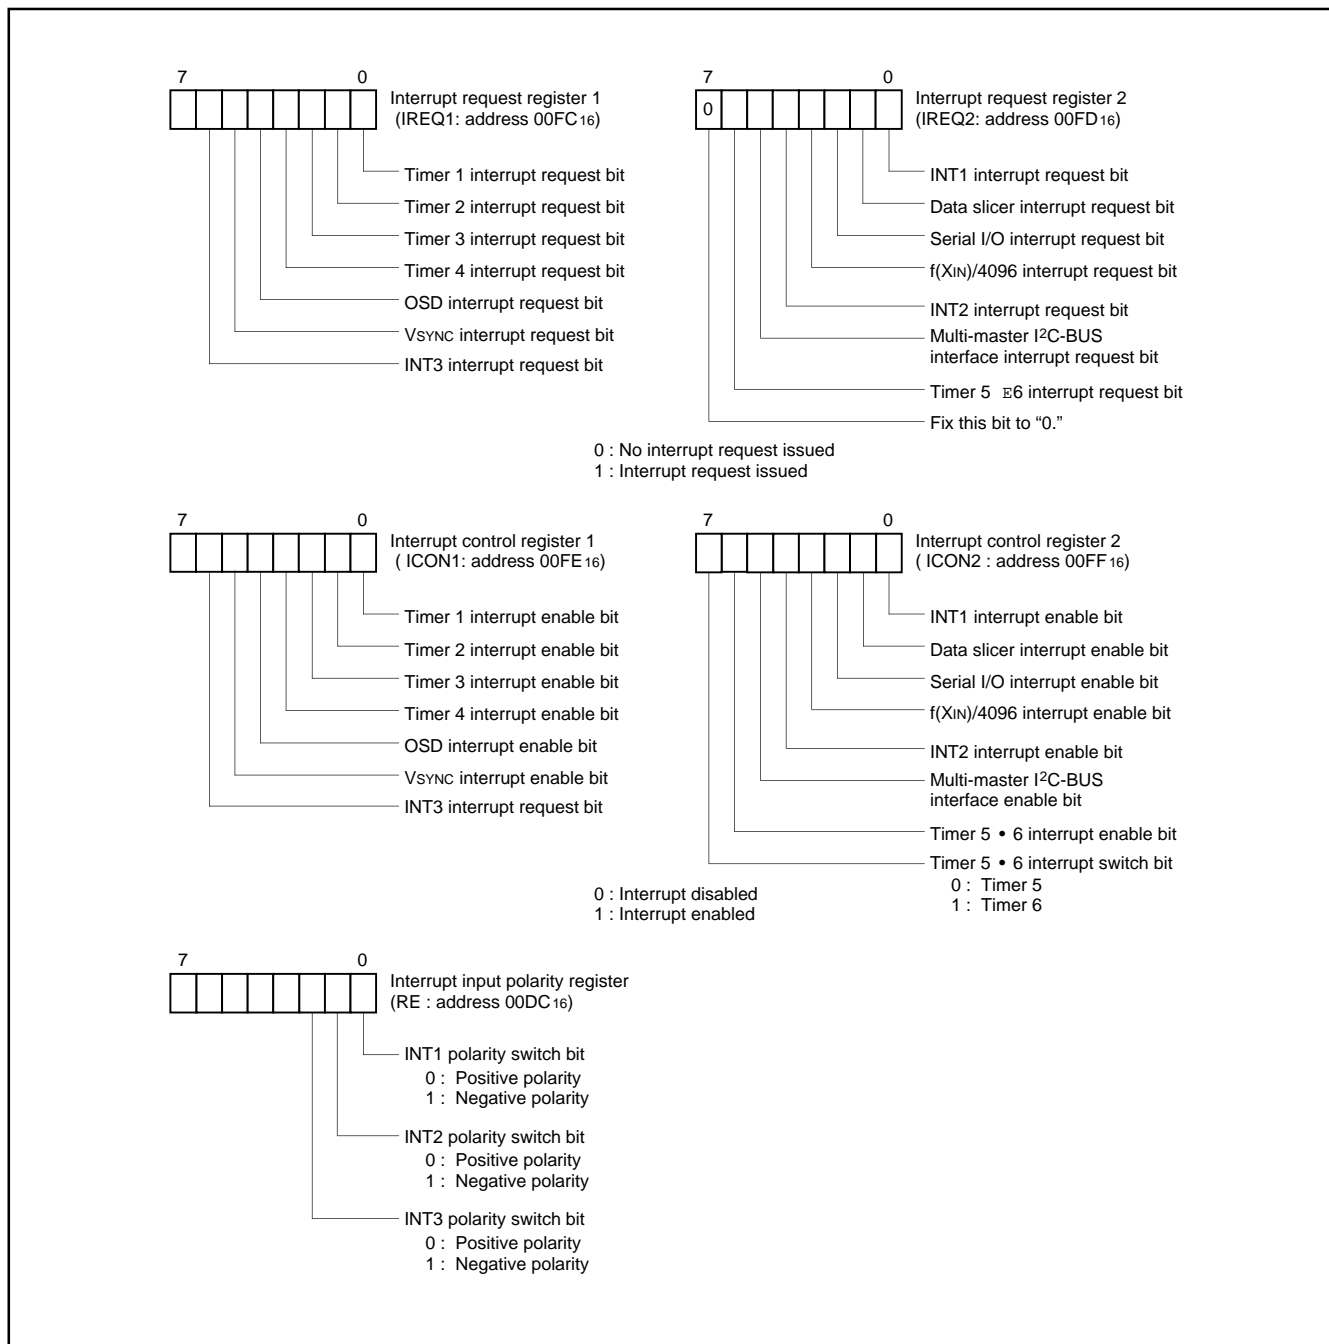 7 0
Interrupt request register 1
(IREQ1: address 00FC16)
Timer 1 interrupt request bit
Timer 2 interrupt request bit
Timer 3 interrupt request bit
Timer 4 interrupt request bit
OSD interrupt request bit
VSYNC interrupt request bit
INT3 interrupt request bit
7 0
0
Interrupt request register 2
(IREQ2: address 00FD16)
INT1 interrupt request bit
Data slicer interrupt request bit
Serial I/O interrupt request bit
f(XIN)/4096 interrupt request bit
INT2 interrupt request bit
Multi-master I2C-BUS
interface interrupt request bit
Timer 5 E6 interrupt request bit
Fix this bit to “0.”
0 : No interrupt request issued
1 : Interrupt request issued
7 0
Interrupt control register 1
( ICON1: address 00FE16)
Timer 1 interrupt enable bit
Timer 2 interrupt enable bit
Timer 3 interrupt enable bit
Timer 4 interrupt enable bit
OSD interrupt enable bit
VSYNC interrupt enable bit
INT3 interrupt request bit
7 0
Interrupt control register 2
( ICON2 : address 00FF16)
INT1 interrupt enable bit
Data slicer interrupt enable bit
Serial I/O interrupt enable bit
f(XIN)/4096 interrupt enable bit
INT2 interrupt enable bit
Multi-master I2C-BUS
interface enable bit
Timer 5 • 6 interrupt enable bit
Timer 5 • 6 interrupt switch bit
0 : Timer 5
1 : Timer 6
0 : Interrupt disabled
1 : Interrupt enabled
7 0
Interrupt input polarity register
(RE : address 00DC16)
INT1 polarity switch bit
0 : Positive polarity
1 : Negative polarity
INT2 polarity switch bit
0 : Positive polarity
1 : Negative polarity
INT3 polarity switch bit
0 : Positive polarity
1 : Negative polarity